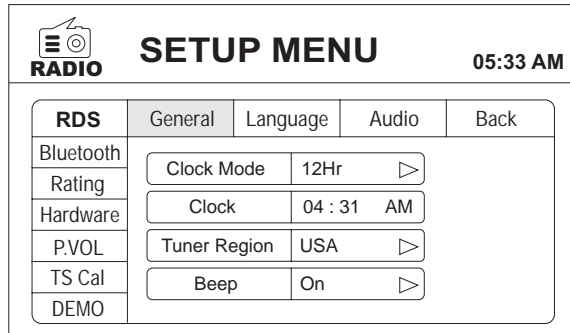 RADIO
SETUP MENU
05:33 AM
RDS General Language Audio Back
Bluetooth
Rating
Hardware
P.VOL
TS Cal
DEMO
Clock Mode 12Hr
Clock 04 : 31 AM
Tuner Region USA
Beep On